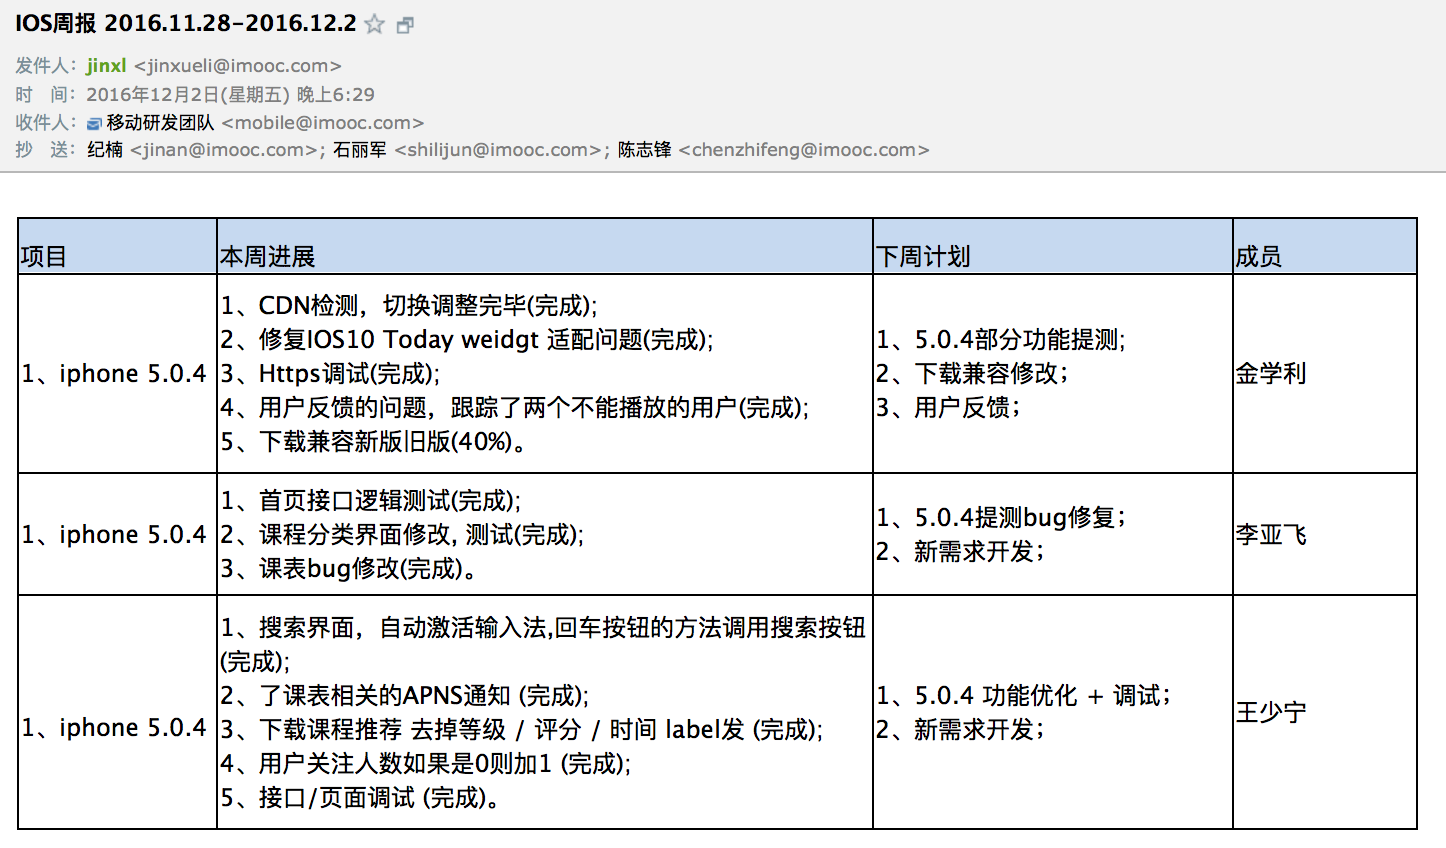 IOS周报 2016.11.28-2016.12.2
发件人：jinxl <jinxueli@imooc.com>
时 间：2016年12月2日(星期五) 晚上6:29
收件人：移动研发团队 <mobile@imooc.com>
抄 送：纪楠 <jinan@imooc.com>; 石丽军 <shilijun@imooc.com>; 陈志锋 <chenzhifeng@imooc.com>
项目
本周进展
下周计划
成员
1、iphone 5.0.4
1、CDN检测，切换调整完毕(完成);
2、修复IOS10 Today weidgt 适配问题(完成);
3、Https调试(完成);
4、用户反馈的问题，跟踪了两个不能播放的用户(完成);
5、下载兼容新版旧版(40%)。
1、5.0.4部分功能提测;
2、下载兼容修改；
3、用户反馈；
金学利
1、iphone 5.0.4
1、首页接口逻辑测试(完成);
2、课程分类界面修改, 测试(完成);
3、课表bug修改(完成)。
1、5.0.4提测bug修复；
2、新需求开发；
李亚飞
1、iphone 5.0.4
1、搜索界面，自动激活输入法,回车按钮的方法调用搜索按钮
(完成);
2、了课表相关的APNS通知 (完成);
3、下载课程推荐 去掉等级 / 评分 / 时间 label发 (完成);
4、用户关注人数如果是0则加1 (完成);
5、接口/页面调试 (完成)。
1、5.0.4 功能优化 + 调试；
2、新需求开发；
王少宁